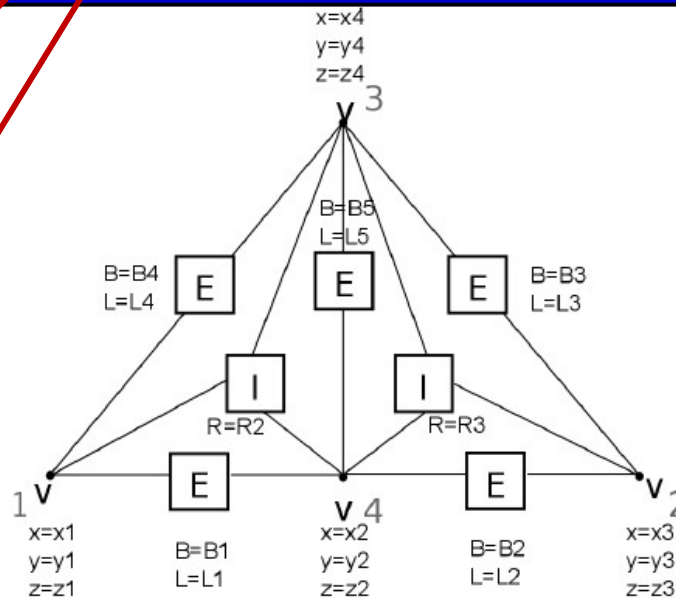 x=x4
y=y4
z=z4
v 3
B=B5
L=L5
B=B4
L=L4
E
E
E
B=B3
L=L3
I
I
R=R2
R=R3
1 v
E
E
v 2
v 4
x=x1
y=y1
z=z1
B=B1
L=L1
x=x2
y=y2
z=z2
B=B2
L=L2
x=x3
y=y3
z=z3